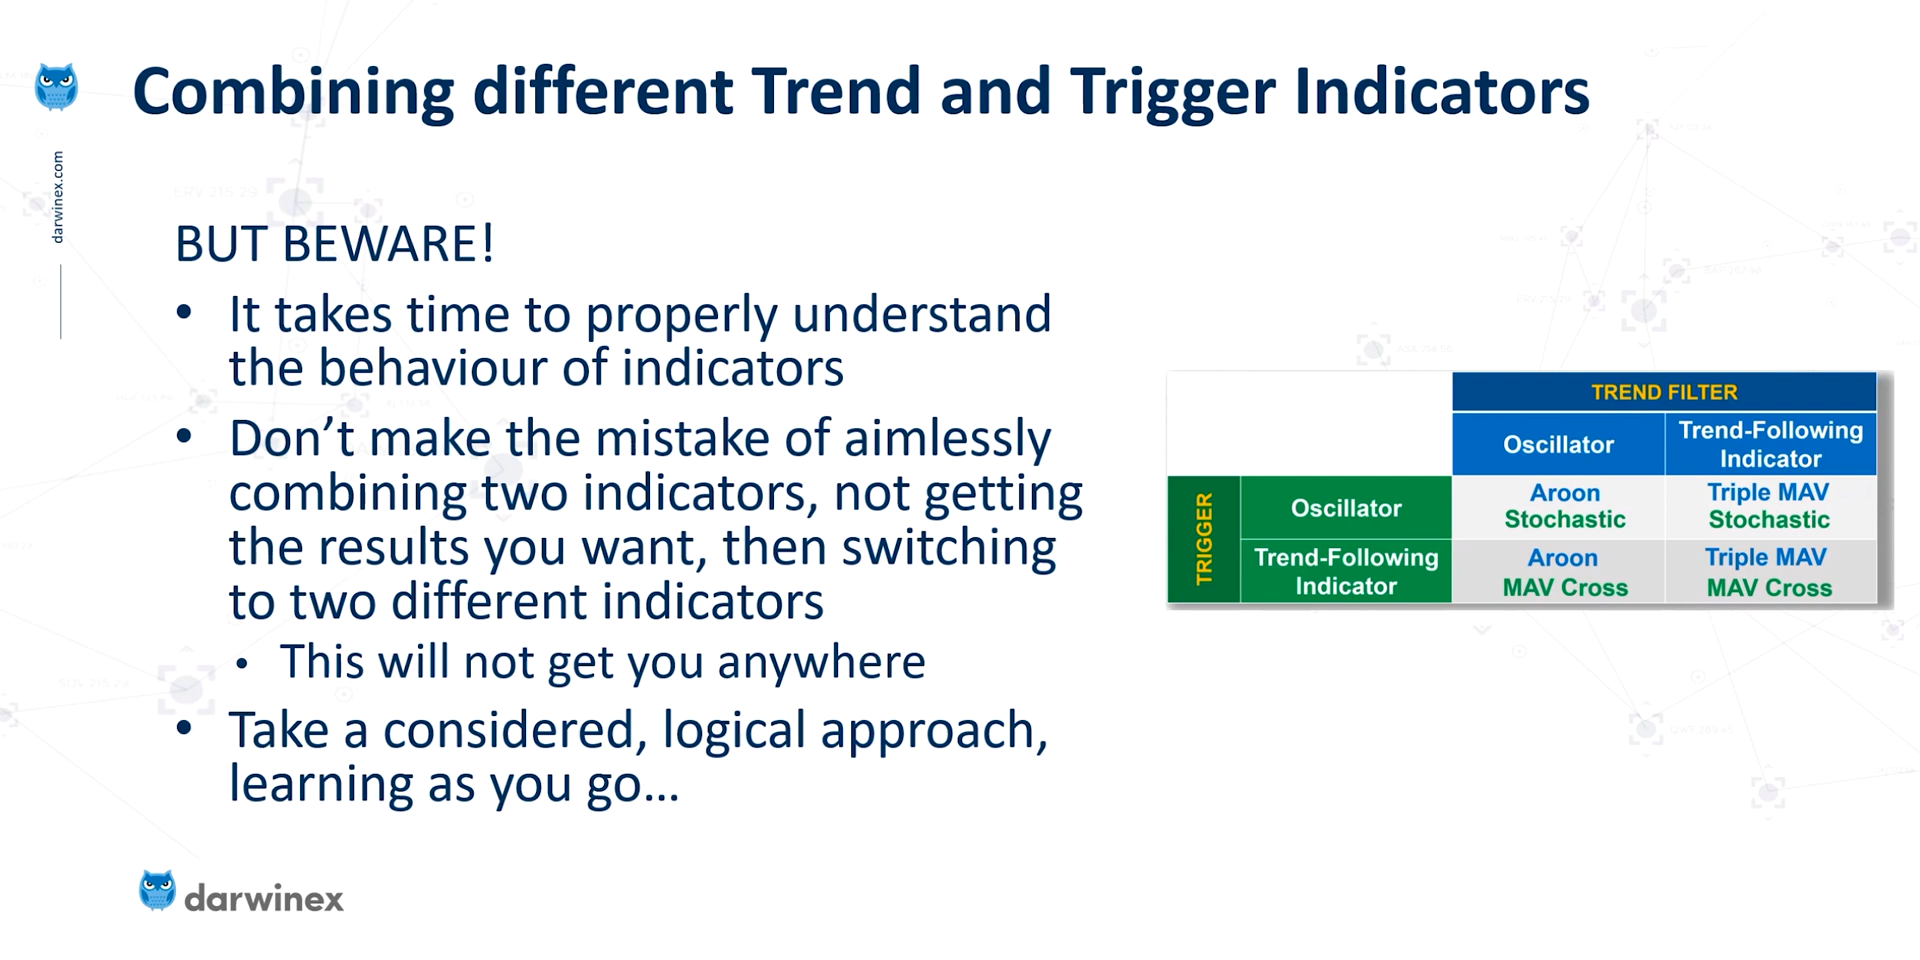 Combining different Trend and Trigger Indicators
darwinex.com
BUT BEWARE!
• It takes time to properly understand
the behaviour of indicators
• Don’t make the mistake of aimlessly
combining two indicators, not getting
the results you want, then switching
to two different indicators
• This will not get you anywhere
• Take a considered, logical approach,
learning as you go…
TREND FILTER
Oscillator
Trend-Following
Indicator
TRIGGER
Oscillator
Aroon
Stochastic
Triple MAV
Stochastic
Trend-Following
Indicator
Aroon
MAV Cross
Triple MAV
MAV Cross
darwinex
ERV 215.29